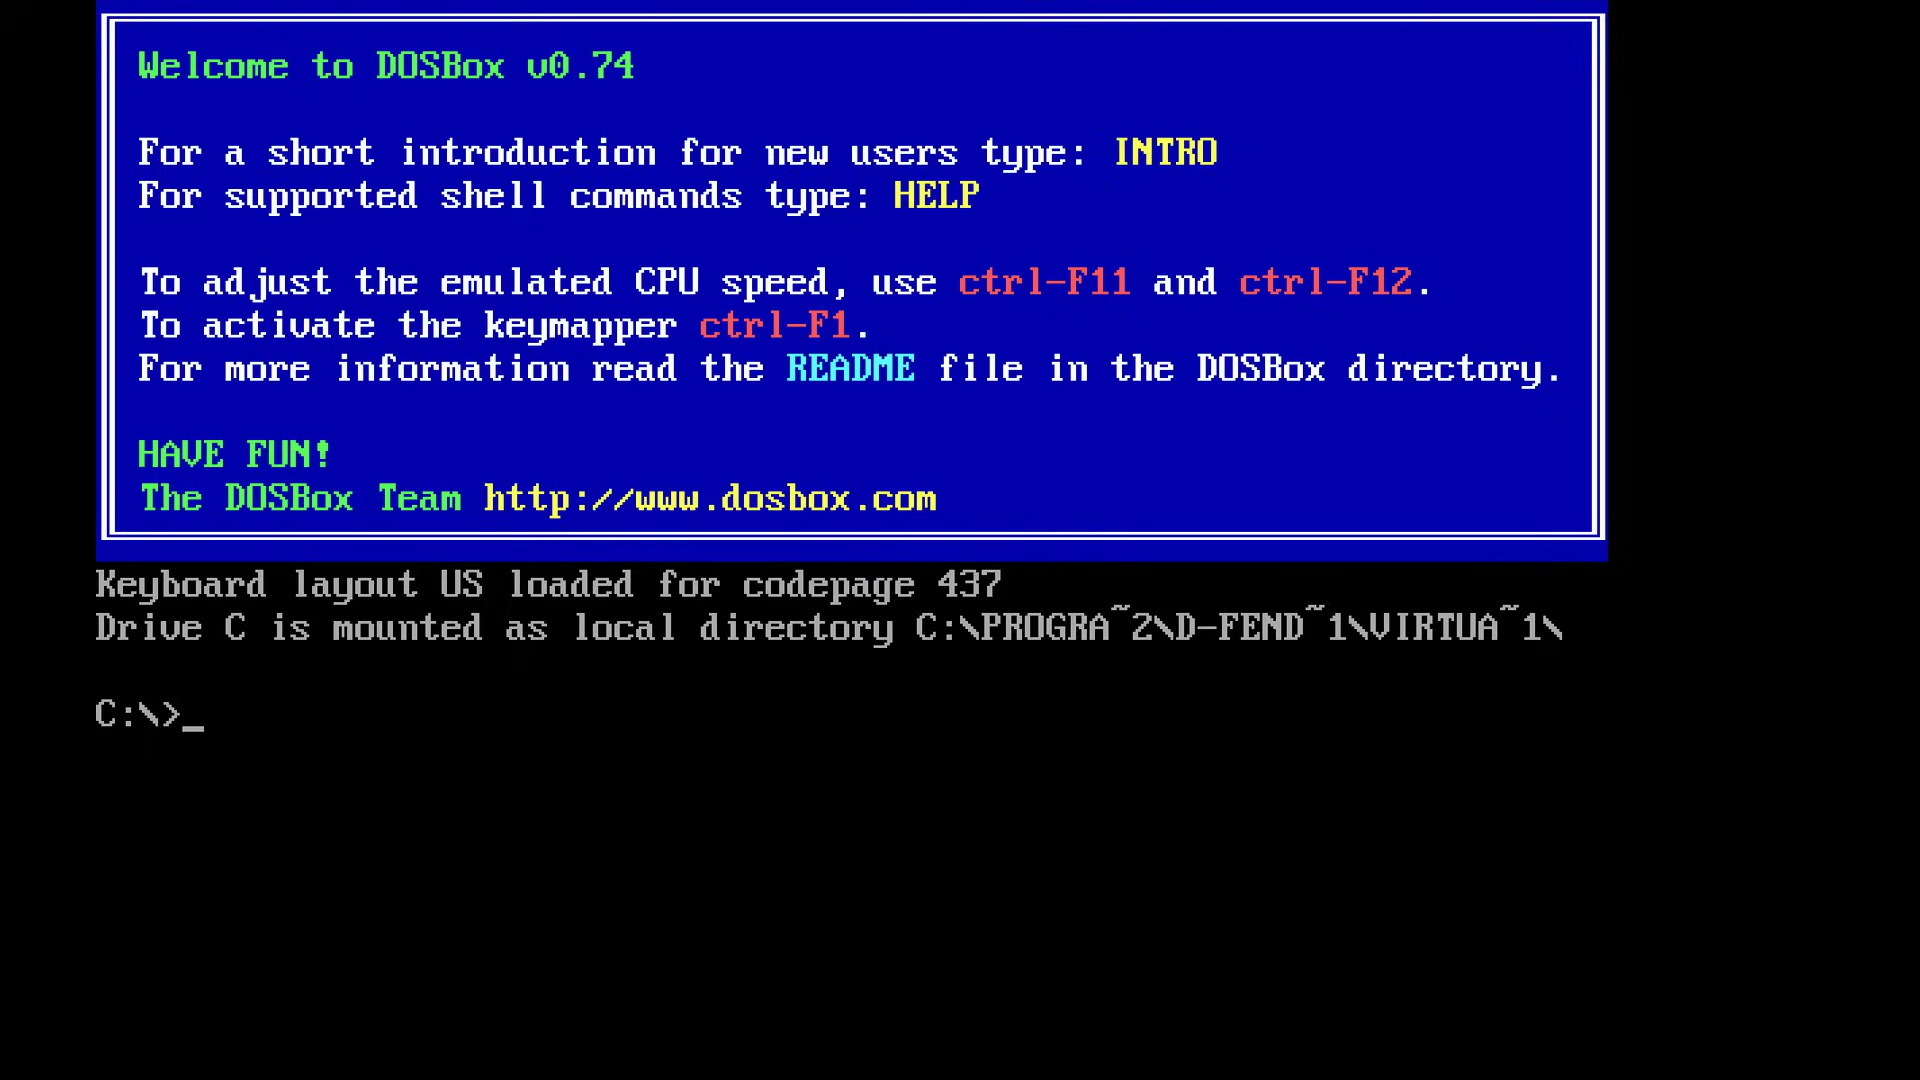 Welcome to DOSBox v0.74
For a short introduction for new users type: INTRO
For supported shell commands type: HELP
To adjust the emulated CPU speed, use ctrl-F11 and ctrl-F12.
To activate the keymapper ctrl-F1.
For more information read the README file in the DOSBox directory.
HAVE FUN!
The DOSBox Team http://www.dosbox.com
Keyboard layout US loaded for codepage 437
Drive C is mounted as local directory C:\PROGRA~2\D-FEND~1\VIRTUA~1\
C:\>_